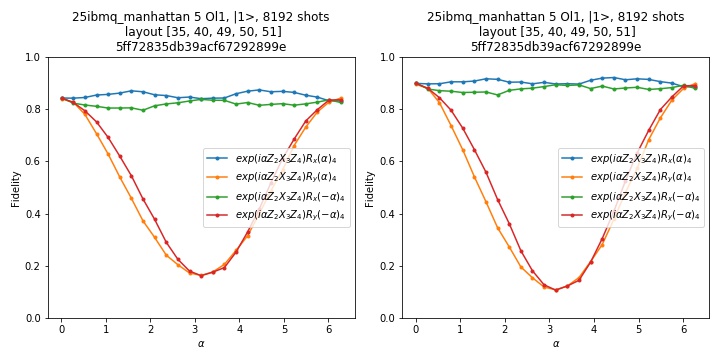 25ibmq_manhattan 5 Ol1, |1>, 8192 shots
layout [35, 40, 49, 50, 51]
5ff72835db39acf67292899e
1.0
0.8
0.6
0.4
0.2
0.0
Fidelity
exp(iαZ₂X₃Z₄)Rₓ(α)₄
exp(iαZ₂X₃Z₄)Rᵧ(α)₄
exp(iαZ₂X₃Z₄)Rₓ(−α)₄
exp(iαZ₂X₃Z₄)Rᵧ(−α)₄
0 1 2 3 4 5 6
α
25ibmq_manhattan 5 Ol1, |1>, 8192 shots
layout [35, 40, 49, 50, 51]
5ff72835db39acf67292899e
1.0
0.8
0.6
0.4
0.2
0.0
Fidelity
exp(iαZ₂X₃Z₄)Rₓ(α)₄
exp(iαZ₂X₃Z₄)Rᵧ(α)₄
exp(iαZ₂X₃Z₄)Rₓ(−α)₄
exp(iαZ₂X₃Z₄)Rᵧ(−α)₄
0 1 2 3 4 5 6
α